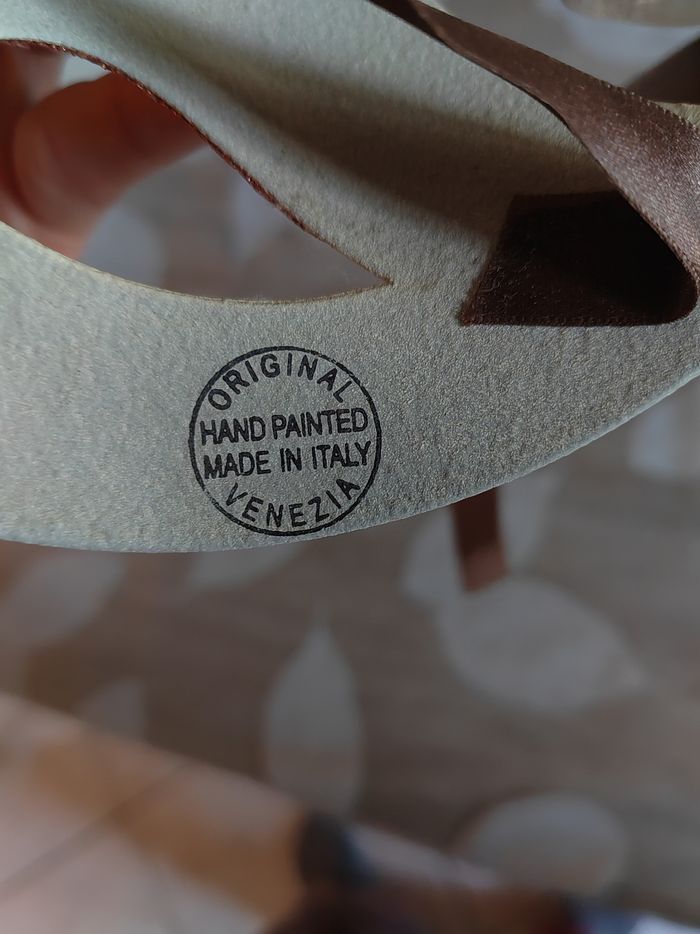 ORIGINAL
HAND PAINTED
MADE IN ITALY
VENEZIA